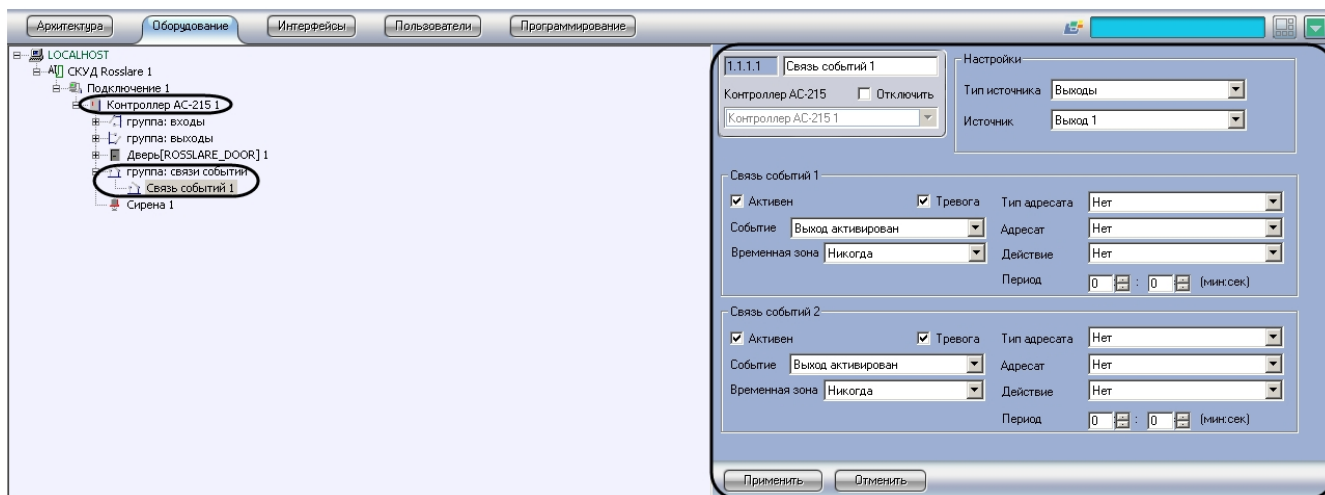 Архитектура
Оборудование
Интерфейсы
Пользователи
Программирование
LOCALHOST
СКУД Rosslare 1
Подключение 1
Контроллер AC-215 1
группа: входы
группа: выходы
Дверь[ROSSLARE_DOOR] 1
группа: связи событий
Связь событий 1
Сирена 1
1.1.1.1 Связь событий 1
Контроллер AC-215 Отключить
Контроллер AC-215 1
Настройки
Тип источника Выходы
Источник Выход 1
Связь событий 1
Активен Тревога Тип адресата Нет
Событие Выход активирован Адресат Нет
Временная зона Никогда Действие Нет
Период 0 : 0 (мин:сек)
Связь событий 2
Активен Тревога Тип адресата Нет
Событие Выход активирован Адресат Нет
Временная зона Никогда Действие Нет
Период 0 : 0 (мин:сек)
Применить Отменить